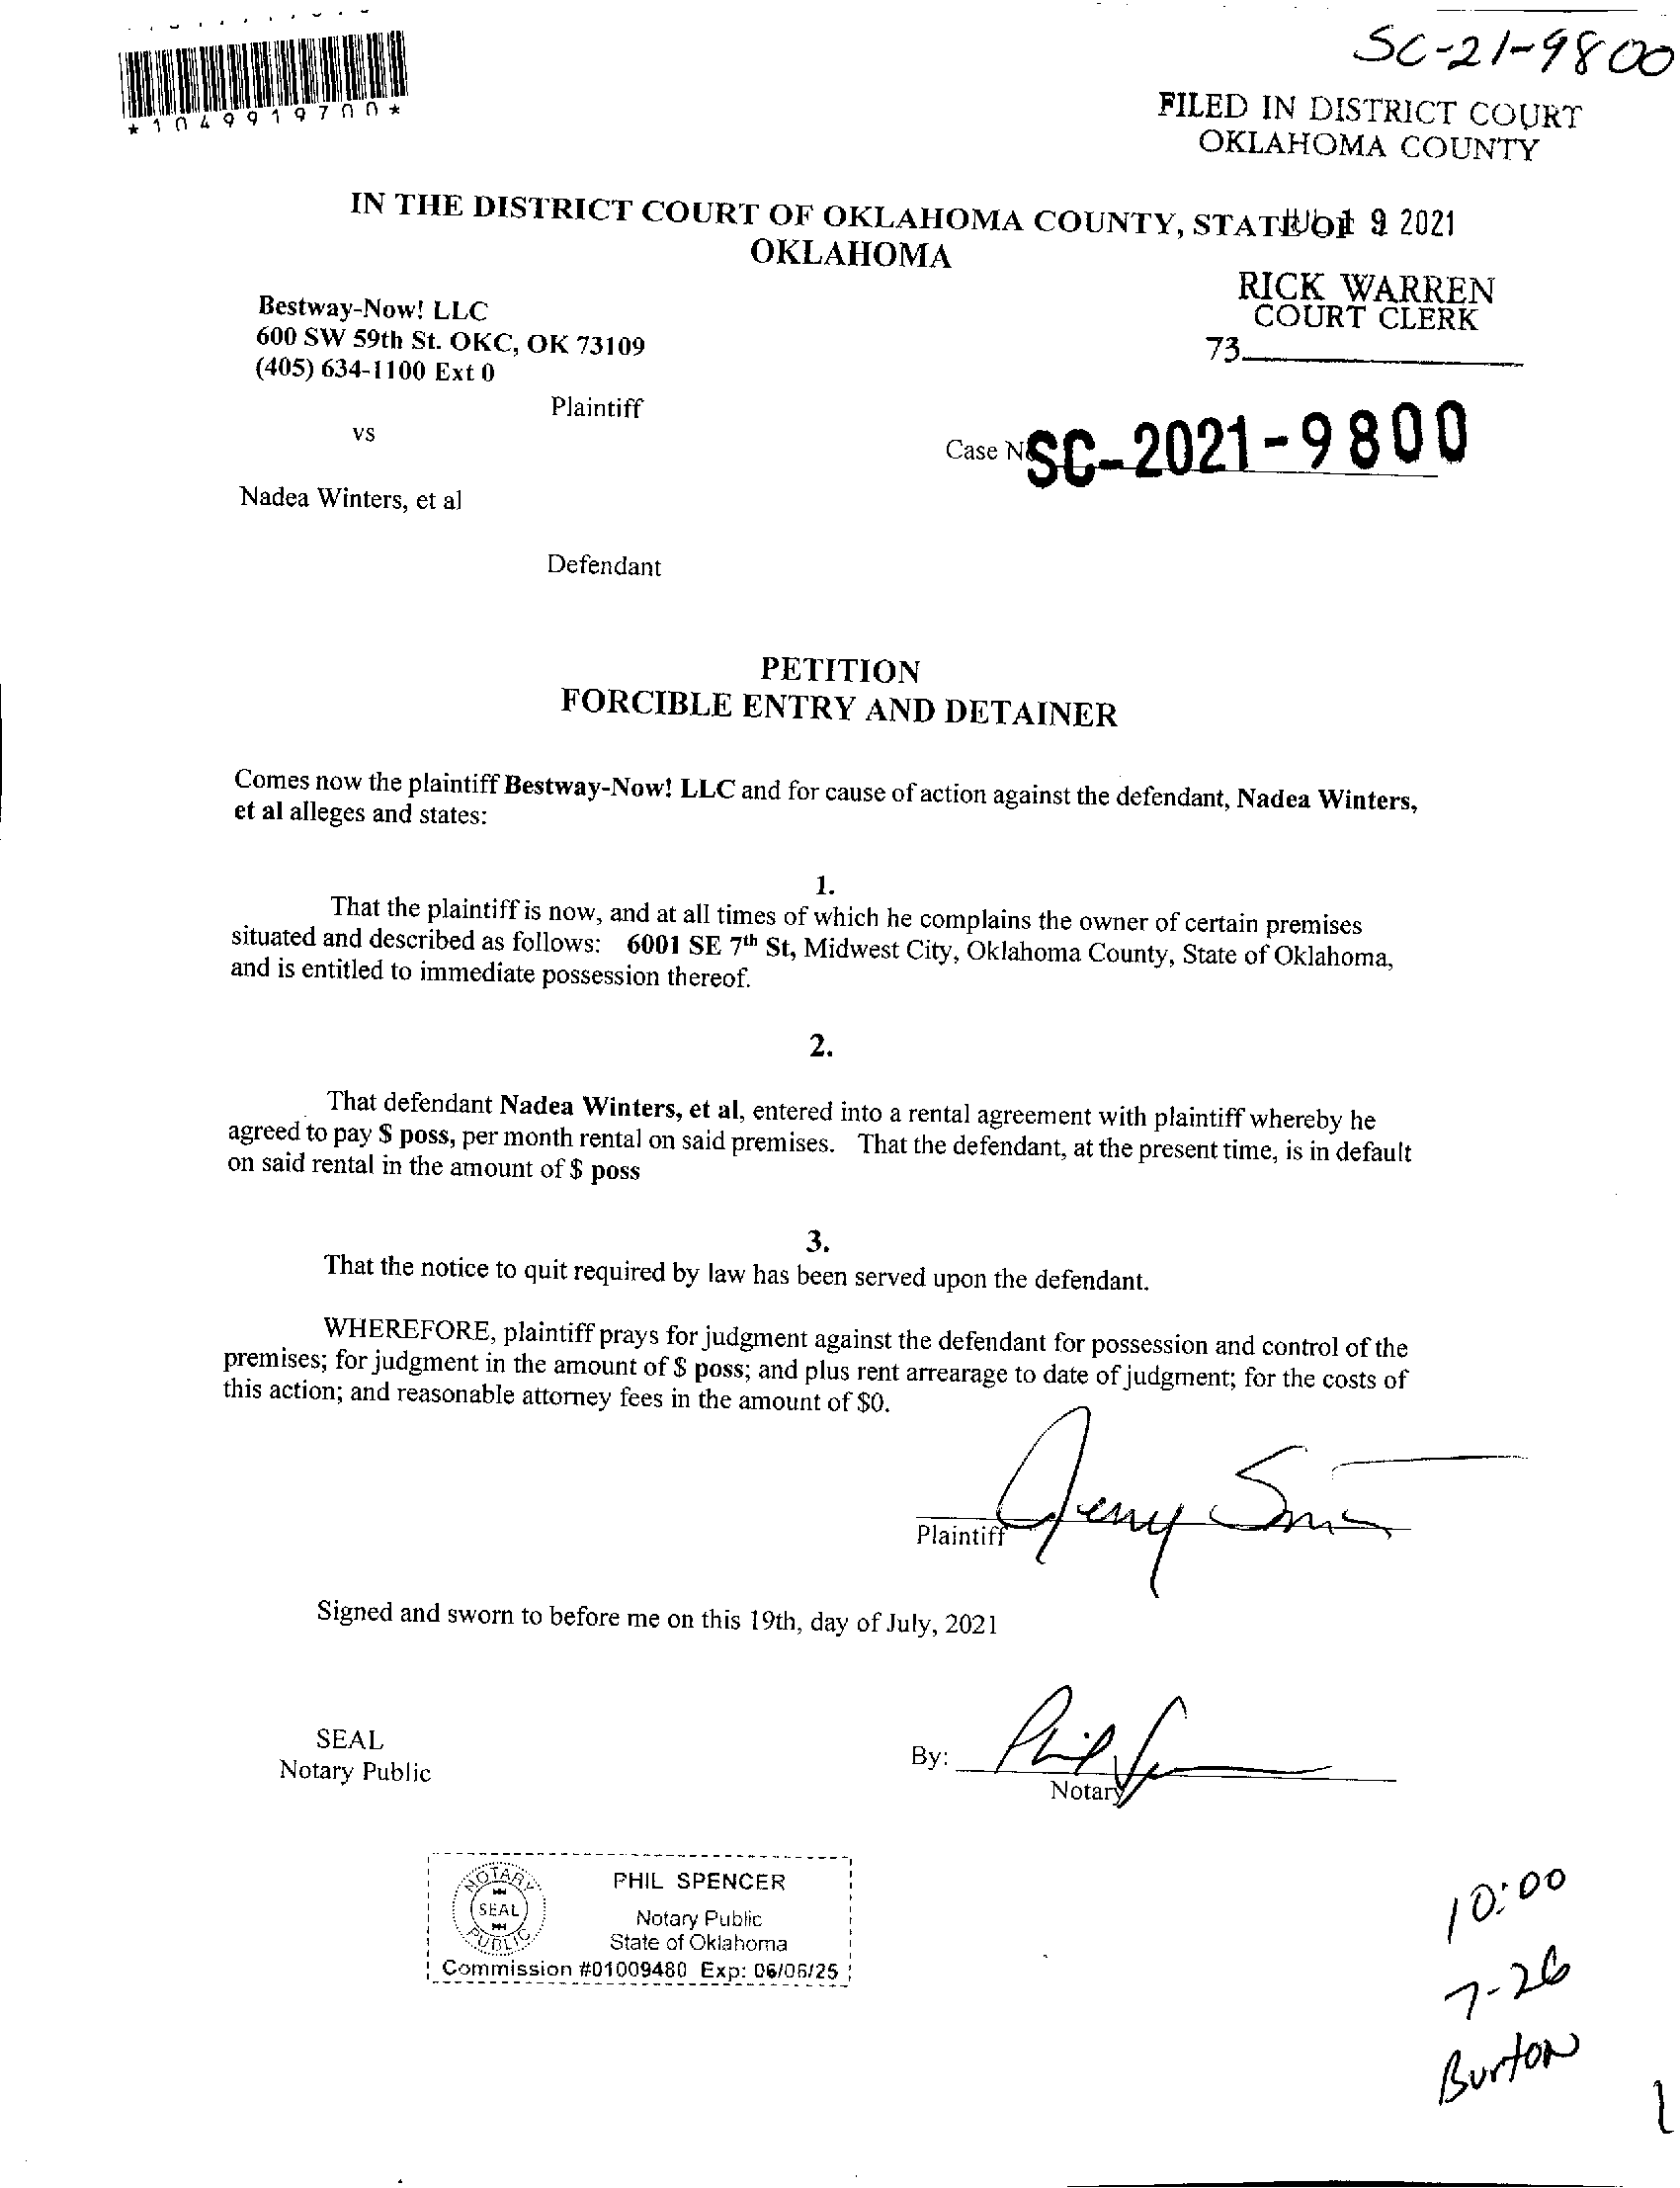 SC-21-9800
*1049919700*
FILED IN DISTRICT COURT
OKLAHOMA COUNTY
IN THE DISTRICT COURT OF OKLAHOMA COUNTY, STATE OF
9 2021
OKLAHOMA
RICK WARREN
COURT CLERK
73
Bestway-Now! LLC
600 SW 59th St. OKC, OK 73109
(405) 634-1100 Ext 0
Plaintiff
vs
Case No
SC-2021-9800
Nadea Winters, et al
Defendant
PETITION
FORCIBLE ENTRY AND DETAINER
Comes now the plaintiff Bestway-Now! LLC and for cause of action against the defendant, Nadea Winters,
et al alleges and states:
1.
That the plaintiff is now, and at all times of which he complains the owner of certain premises
situated and described as follows: 6001 SE 7th St, Midwest City, Oklahoma County, State of Oklahoma,
and is entitled to immediate possession thereof.
2.
That defendant Nadea Winters, et al, entered into a rental agreement with plaintiff whereby he
agreed to pay $ poss, per month rental on said premises. That the defendant, at the present time, is in default
on said rental in the amount of $ poss
3.
That the notice to quit required by law has been served upon the defendant.
WHEREFORE, plaintiff prays for judgment against the defendant for possession and control of the
premises; for judgment in the amount of $ poss; and plus rent arrearage to date of judgment; for the costs of
this action; and reasonable attorney fees in the amount of $0.
Plaintiff
Signed and sworn to before me on this 19th, day of July, 2021
SEAL
Notary Public
By:
Notary
NOTARY
SEAL
PUBLIC
PHIL SPENCER
Notary Public
State of Oklahoma
Commission #01009480 Exp: 06/06/25
10:00
7-26
Burton